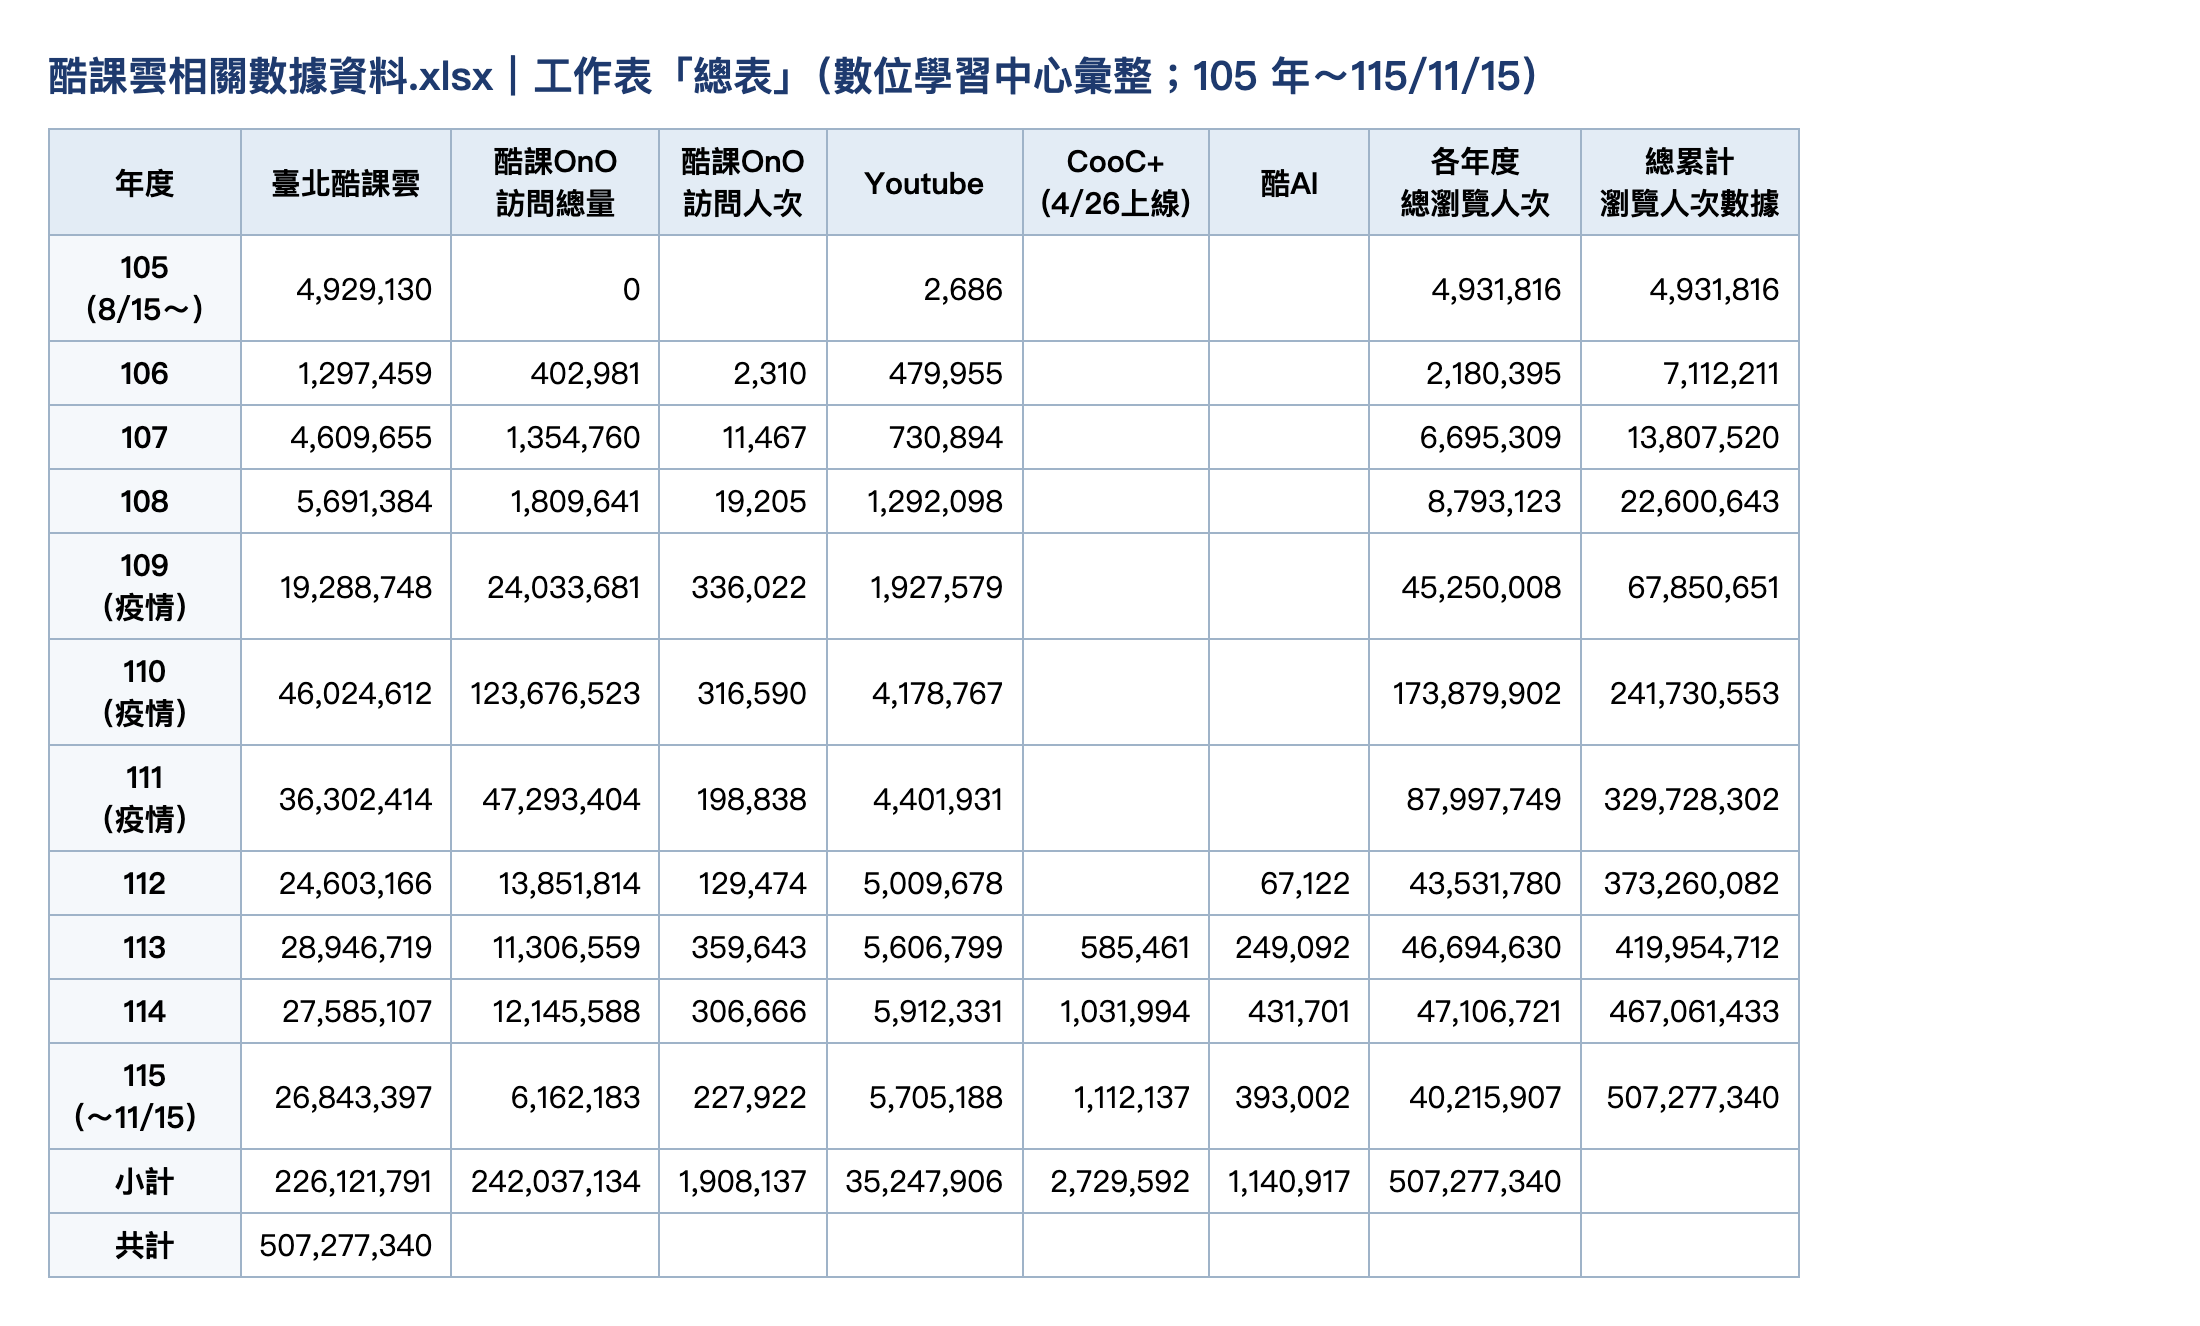 酷課雲相關數據資料.xlsx｜工作表「總表」（數位學習中心彙整；105 年～115/11/15）
年度 臺北酷課雲 酷課OnO訪問總量 酷課OnO訪問人次 Youtube CooC+(4/26上線) 酷AI 各年度總瀏覽人次 總累計瀏覽人次數據
105（8/15～） 4,929,130 0 2,686 4,931,816 4,931,816
106 1,297,459 402,981 2,310 479,955 2,180,395 7,112,211
107 4,609,655 1,354,760 11,467 730,894 6,695,309 13,807,520
108 5,691,384 1,809,641 19,205 1,292,098 8,793,123 22,600,643
109（疫情） 19,288,748 24,033,681 336,022 1,927,579 45,250,008 67,850,651
110（疫情） 46,024,612 123,676,523 316,590 4,178,767 173,879,902 241,730,553
111（疫情） 36,302,414 47,293,404 198,838 4,401,931 87,997,749 329,728,302
112 24,603,166 13,851,814 129,474 5,009,678 67,122 43,531,780 373,260,082
113 28,946,719 11,306,559 359,643 5,606,799 585,461 249,092 46,694,630 419,954,712
114 27,585,107 12,145,588 306,666 5,912,331 1,031,994 431,701 47,106,721 467,061,433
115（～11/15） 26,843,397 6,162,183 227,922 5,705,188 1,112,137 393,002 40,215,907 507,277,340
小計 226,121,791 242,037,134 1,908,137 35,247,906 2,729,592 1,140,917 507,277,340
共計 507,277,340